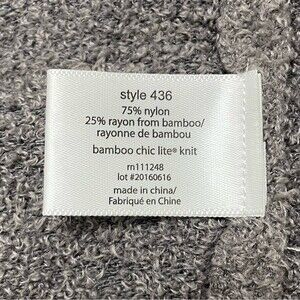 style 436
75% nylon
25% rayon from bamboo/
rayonne de bambou
bamboo chic lite® knit
rn111248
lot #20160616
made in china/
Fabriqué en Chine